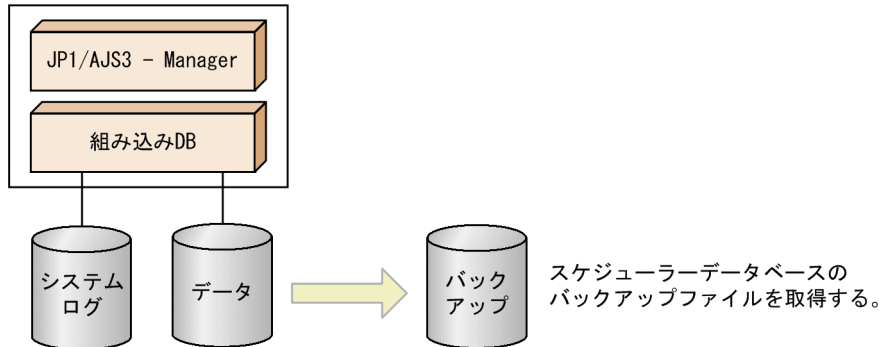 JP1/AJS3 - Manager
組み込みDB
システム
ログ
データ
バック
アップ
スケジューラーデータベースの
バックアップファイルを取得する。